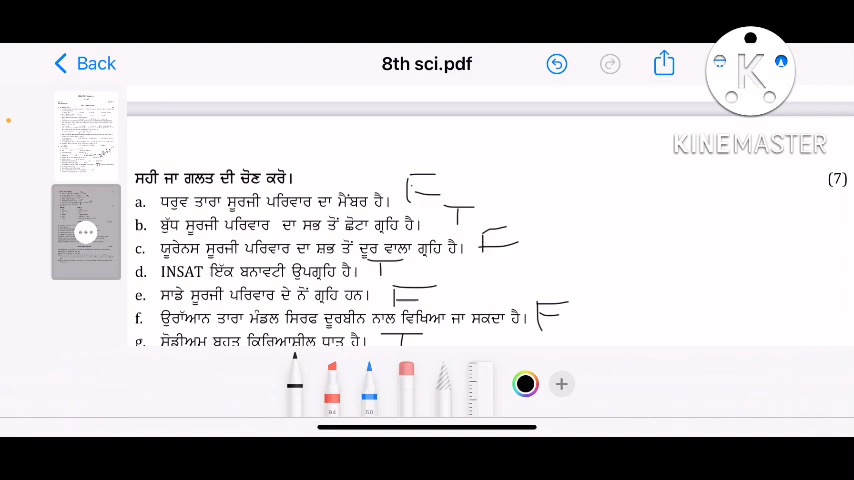 Back
8th sci.pdf
K
KINEMASTER
ਸਹੀ ਜਾ ਗਲਤ ਦੀ ਚੋਣ ਕਰੋ। (7)
a. ਧਰੁਵ ਤਾਰਾ ਸੂਰਜੀ ਪਰਿਵਾਰ ਦਾ ਮੈਂਬਰ ਹੈ। F
b. ਬੁੱਧ ਸੂਰਜੀ ਪਰਿਵਾਰ ਦਾ ਸਭ ਤੋਂ ਛੋਟਾ ਗ੍ਰਹਿ ਹੈ। T
c. ਯੂਰੇਨਸ ਸੂਰਜੀ ਪਰਿਵਾਰ ਦਾ ਸ਼ਭ ਤੋਂ ਦੂਰ ਵਾਲਾ ਗ੍ਰਹਿ ਹੈ। F
d. INSAT ਇੱਕ ਬਨਾਵਟੀ ਉਪਗ੍ਰਹਿ ਹੈ। T
e. ਸਾਡੇ ਸੂਰਜੀ ਪਰਿਵਾਰ ਦੇ ਨੌਂ ਗ੍ਰਹਿ ਹਨ। F
f. ਉਰਾੱਆਨ ਤਾਰਾ ਮੰਡਲ ਸਿਰਫ ਦੂਰਬੀਨ ਨਾਲ ਵਿਖਿਆ ਜਾ ਸਕਦਾ ਹੈ। F
g. ਸੋਡੀਅਮ ਬਹੁਤ ਕਿਰਿਆਸ਼ੀਲ ਧਾਤ ਹੈ। T
94
50